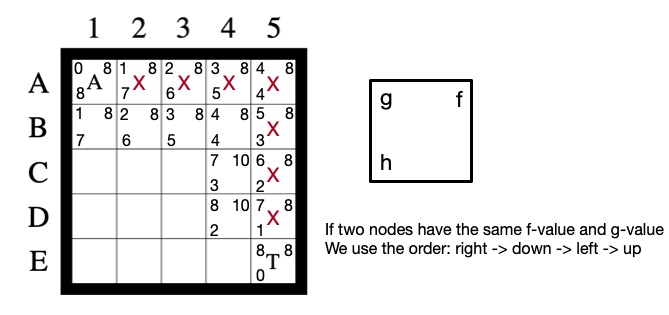 1 2 3 4 5
0 8 1 8 2 8 3 8 4 8
A A X X X X
8 7 6 5 4
1 8 2 8 3 8 4 8 5 8
B X
7 6 5 4 3
g f
7 10 6 8
C X
3 2
h
8 10 7 8
D X
2 1
If two nodes have the same f-value and g-value
We use the order: right -> down -> left -> up
8 8
E T
0